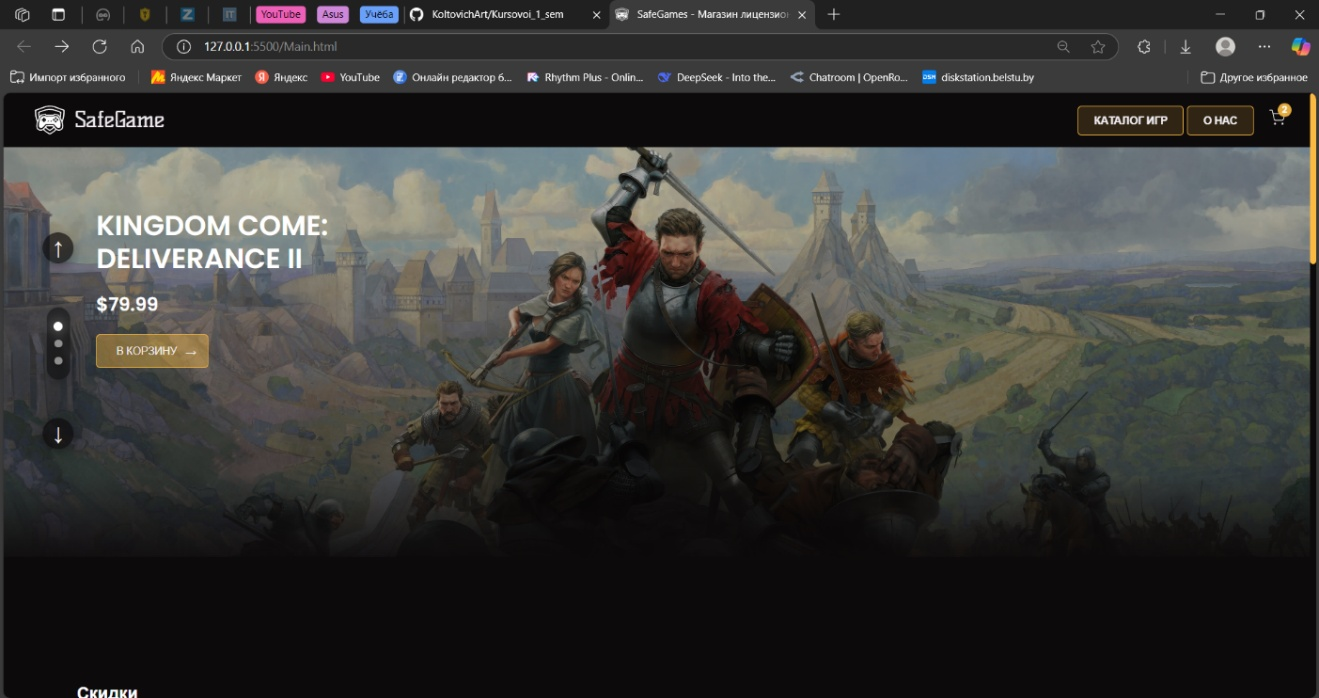 YouTube Asus Учёба KoltovichArt/Kursovoi_1_sem SafeGames - Магазин лицензио
127.0.0.1:5500/Main.html
Импорт избранного Яндекс Маркет Яндекс YouTube Онлайн редактор б... Rhythm Plus - Onlin... DeepSeek - Into the... Chatroom | OpenRo... DSM diskstation.belstu.by Другое избранное
SafeGame КАТАЛОГ ИГР О НАС 2
KINGDOM COME:
DELIVERANCE II
$79.99
В КОРЗИНУ →
Скидки